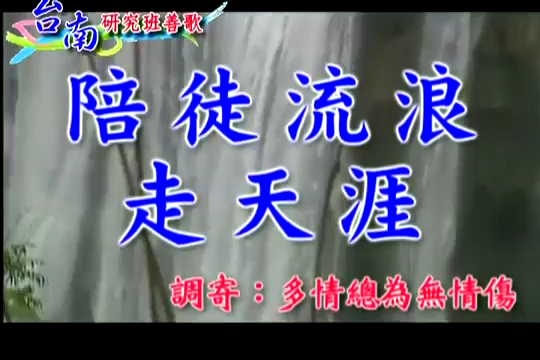 台南 研究班善歌
陪徒流浪
走天涯
調寄：多情總為無情傷